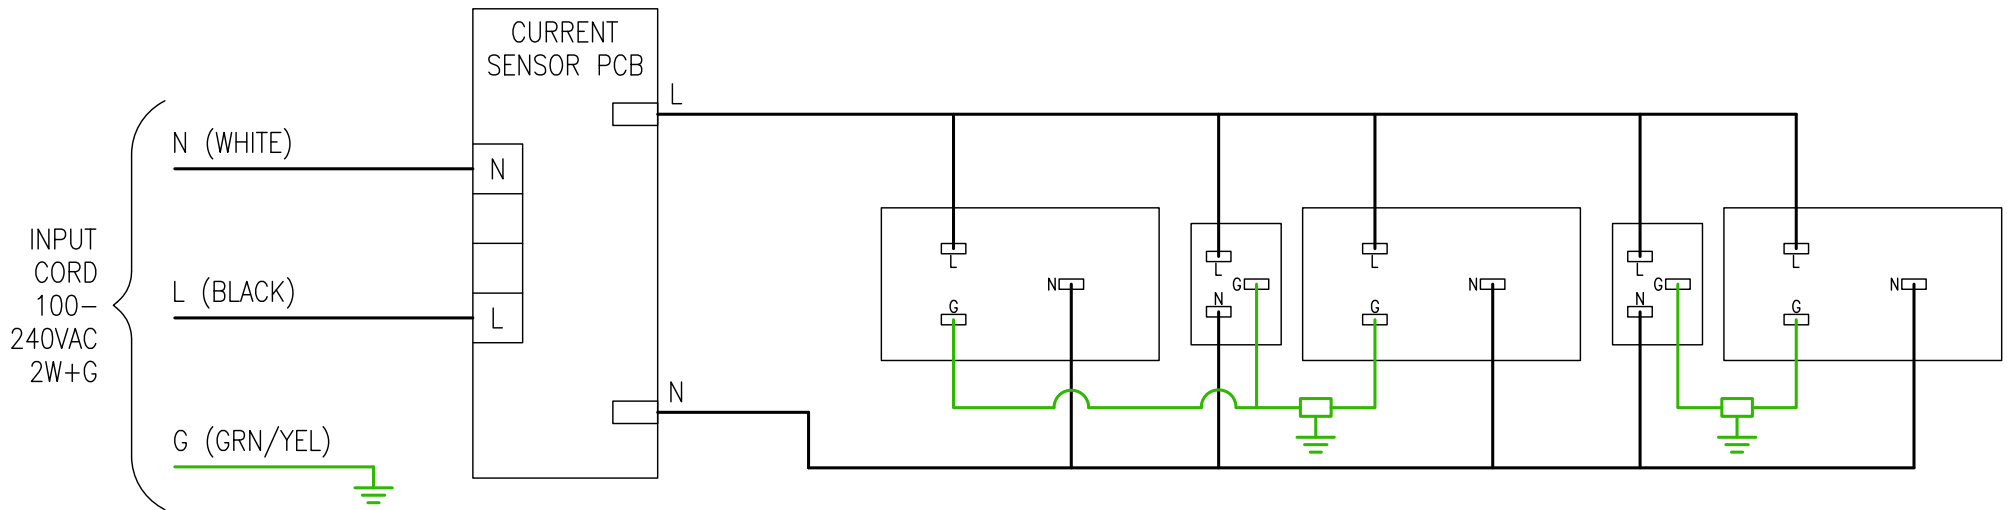 CURRENT
SENSOR PCB
L
N (WHITE)
N
INPUT
CORD
100-
240VAC
2W+G
L (BLACK)
L
N
G (GRN/YEL)
L
N
G
L
G
N
L
N
G
L
G
N
L
N
G